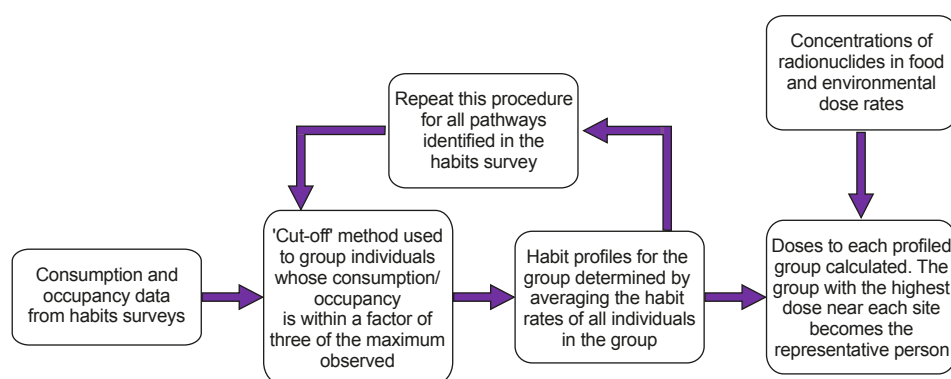 Consumption and
occupancy data
from habits surveys
'Cut-off' method used
to group individuals
whose consumption/
occupancy
is within a factor of
three of the maximum
observed
Repeat this procedure
for all pathways
identified in the
habits survey
Habit profiles for the
group determined by
averaging the habit
rates of all individuals
in the group
Concentrations of
radionuclides in food
and environmental
dose rates
Doses to each profiled
group calculated. The
group with the highest
dose near each site
becomes the
representative person